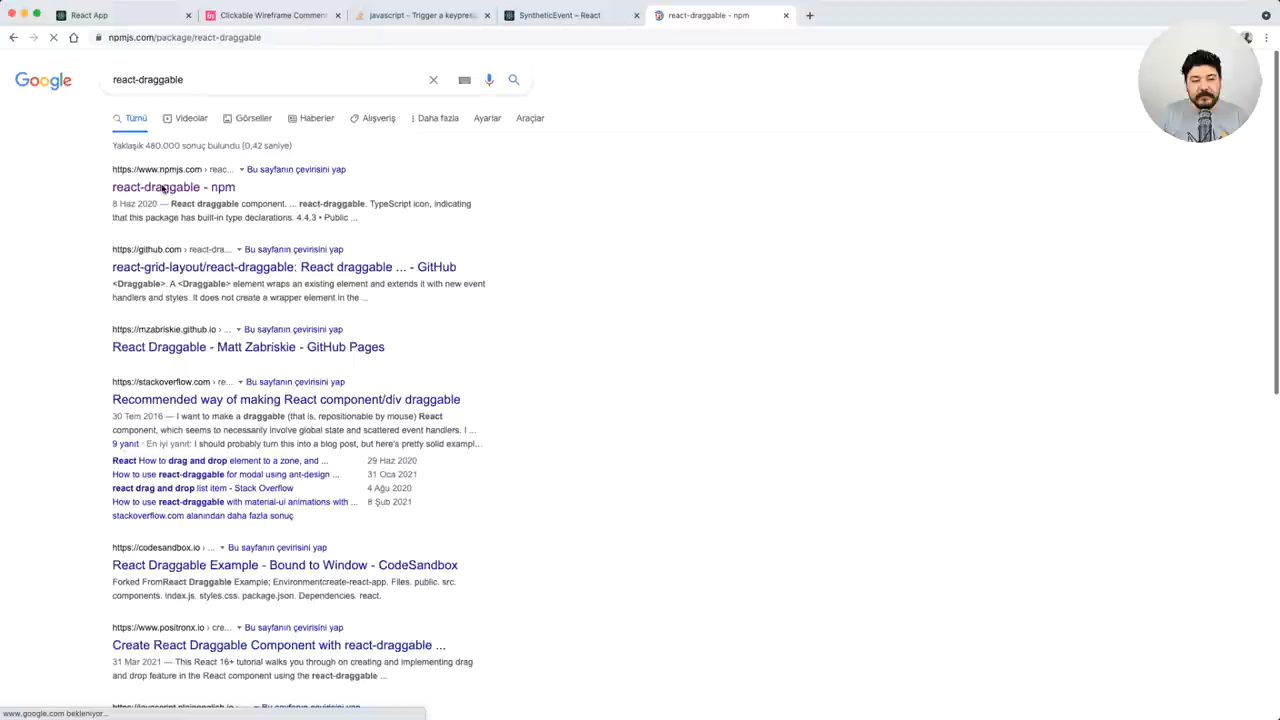 React App
Clickable Wireframe Commen
javascript - Trigger a keypres
SyntheticEvent – React
react-draggable - npm
npmjs.com/package/react-draggable
Google
react-draggable
Tümü
Videolar
Görseller
Haberler
Alışveriş
Daha fazla
Ayarlar
Araçlar
Yaklaşık 480.000 sonuç bulundu (0,42 saniye)
https://www.npmjs.com › reac... Bu sayfanın çevirisini yap
react-draggable - npm
8 Haz 2020 — React draggable component. ... react-draggable. TypeScript icon, indicating
that this package has built-in type declarations. 4.4.3 • Public ...
https://github.com › react-dra... Bu sayfanın çevirisini yap
react-grid-layout/react-draggable: React draggable ... - GitHub
<Draggable>. A <Draggable> element wraps an existing element and extends it with new event
handlers and styles. It does not create a wrapper element in the ...
https://mzabriskie.github.io › ... Bu sayfanın çevirisini yap
React Draggable - Matt Zabriskie - GitHub Pages
https://stackoverflow.com › re... Bu sayfanın çevirisini yap
Recommended way of making React component/div draggable
30 Tem 2016 — I want to make a draggable (that is, repositionable by mouse) React
component, which seems to necessarily involve global state and scattered event handlers. I ...
9 yanıt · En iyi yanıt: I should probably turn this into a blog post, but here's pretty solid exampl...
React How to drag and drop element to a zone, and ... 29 Haz 2020
How to use react-draggable for modal using ant-design ... 31 Oca 2021
react drag and drop list item - Stack Overflow 4 Ağu 2020
How to use react-draggable with material-ui animations with ... 8 Şub 2021
stackoverflow.com alanından daha fazla sonuç
https://codesandbox.io › ... Bu sayfanın çevirisini yap
React Draggable Example - Bound to Window - CodeSandbox
Forked FromReact Draggable Example; Environmentcreate-react-app. Files. public. src.
components. index.js. styles.css. package.json. Dependencies. react.
https://www.positronx.io › cre... Bu sayfanın çevirisini yap
Create React Draggable Component with react-draggable ...
31 Mar 2021 — This React 16+ tutorial walks you through on creating and implementing drag
and drop feature in the React component using the react-draggable ...
https://javascript.plainenglish.io › ... Bu sayfanın çevirisini yap
www.google.com bekleniyor...